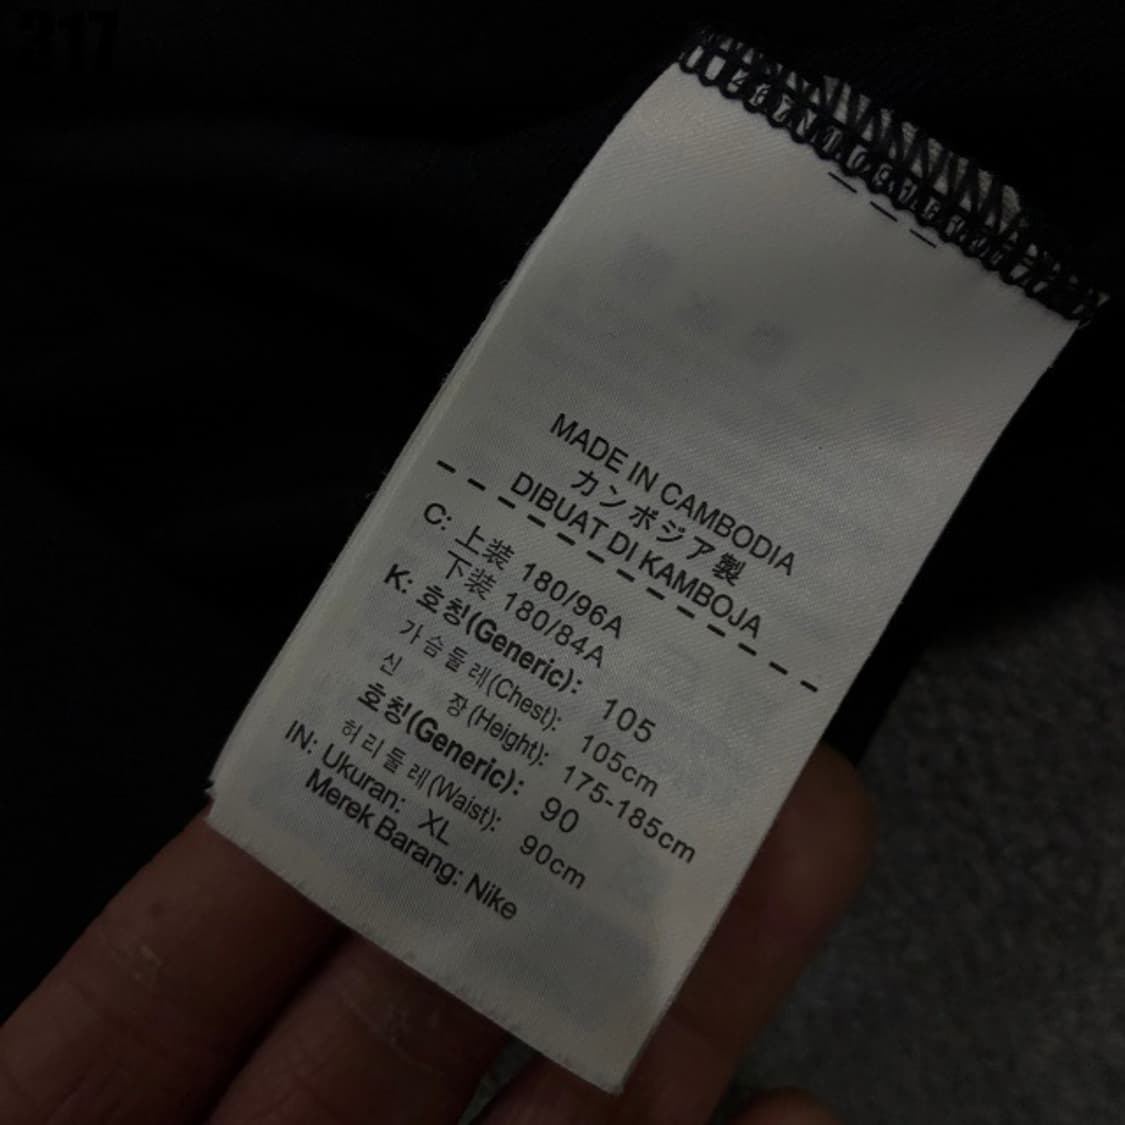 317
MADE IN CAMBODIA
カンボジア製
DIBUAT DI KAMBOJA
C: 上装 180/96A
下装 180/84A
K: 호칭(Generic): 105
가슴둘레(Chest): 105cm
신 장(Height): 175-185cm
호칭(Generic): 90
허리둘레(Waist): 90cm
IN: Ukuran: XL
Merek Barang: Nike